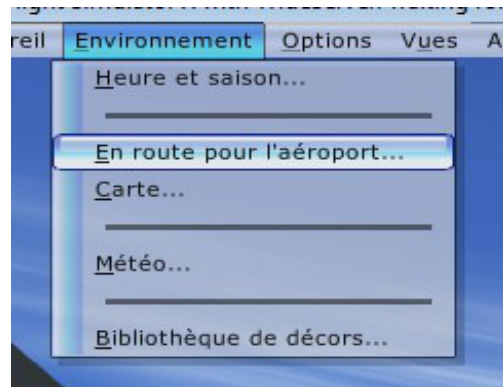 reil Environnement Options Vues A
Heure et saison...
En route pour l'aéroport...
Carte...
Météo...
Bibliothèque de décors...